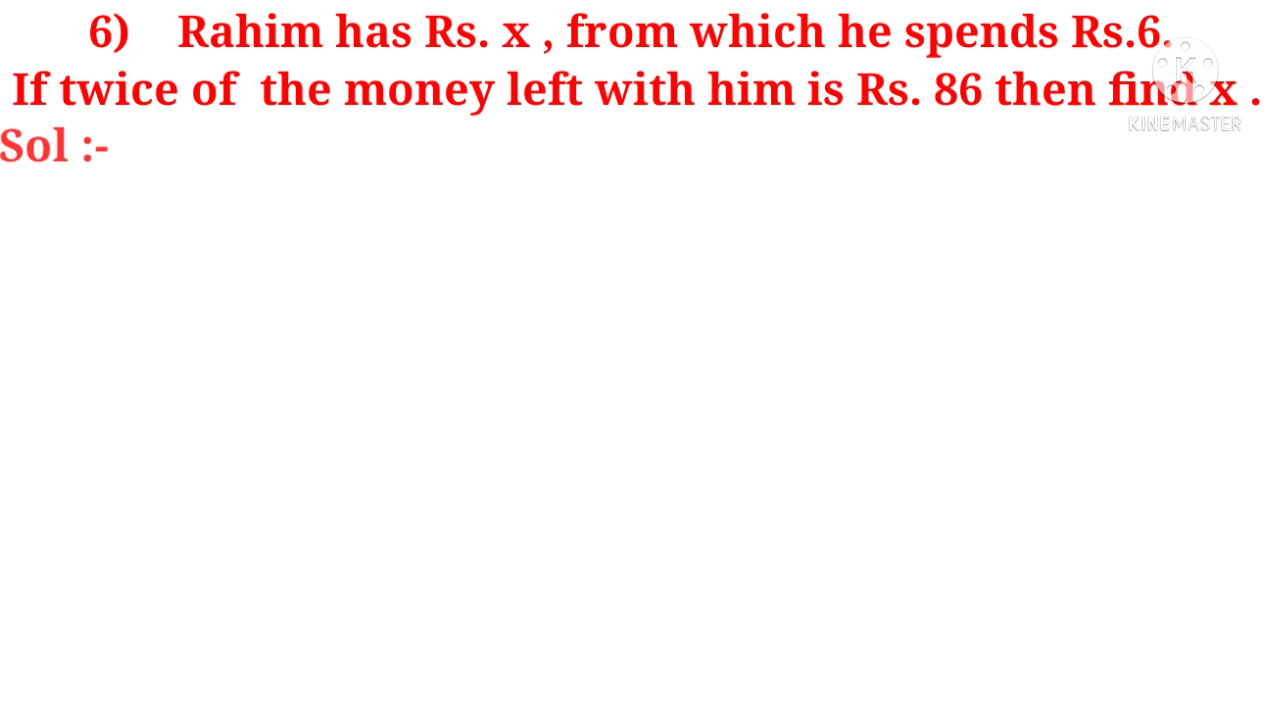 6) Rahim has Rs. x , from which he spends Rs.6.
If twice of the money left with him is Rs. 86 then find x .
KINEMASTER
Sol :-